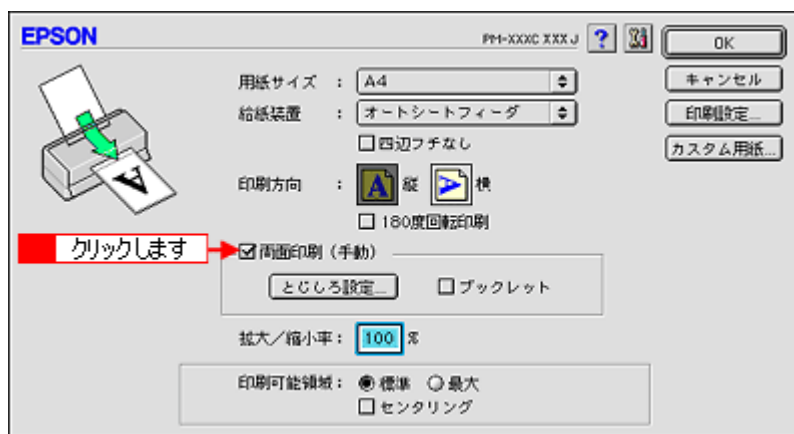 EPSON PM-XXXC XXX J ? OK
用紙サイズ : A4 キャンセル
給紙装置 : オートシートフィーダ 印刷設定...
四辺フチなし カスタム用紙...
印刷方向 : A 縦 A 横
180度回転印刷
クリックします 両面印刷 (手動)
とじしろ設定... ブックレット
拡大/縮小率: 100 %
印刷可能領域: 標準 最大
センタリング